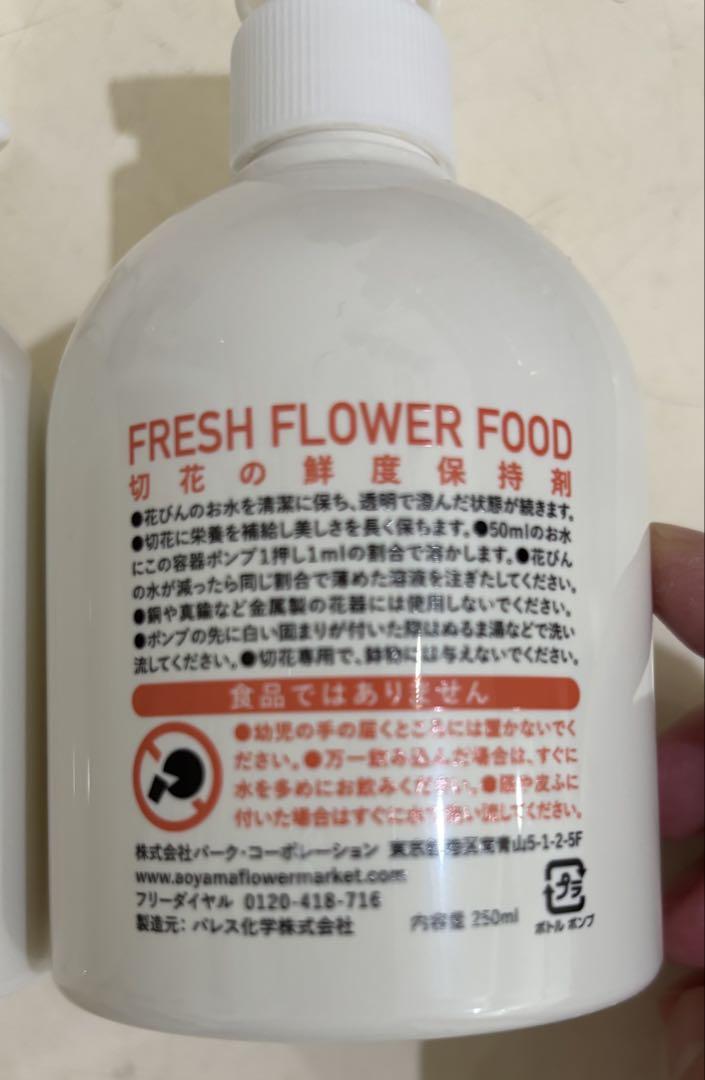 FRESH FLOWER FOOD
切花の鮮度保持剤
●花びんのお水を清潔に保ち、透明で澄んだ状態が続きます。
●切花に栄養を補給し美しさを長く保ちます。●50mlのお水
にこの容器ポンプ1押し1mlの割合で溶かします。●花びん
の水が減ったら同じ割合で薄めた溶液を注ぎたしてください。
●銅や真鍮など金属製の花器には使用しないでください。
●ポンプの先に白い固まりが付いた際はぬるま湯などで洗い
流してください。●切花専用で、鉢物には与えないでください。
食品ではありません
●幼児の手の届くところには置かないでく
ださい。●万一飲み込んだ場合は、すぐに
水を多めにお飲みください。●目や皮ふに
付いた場合はすぐに水で洗い流してください。
株式会社パーク・コーポレーション 東京都港区南青山5-1-2-5F
www.aoyamaflowermarket.com
フリーダイヤル 0120-418-716
製造元：パレス化学株式会社 内容量 250ml
プラ
ボトル ポンプ